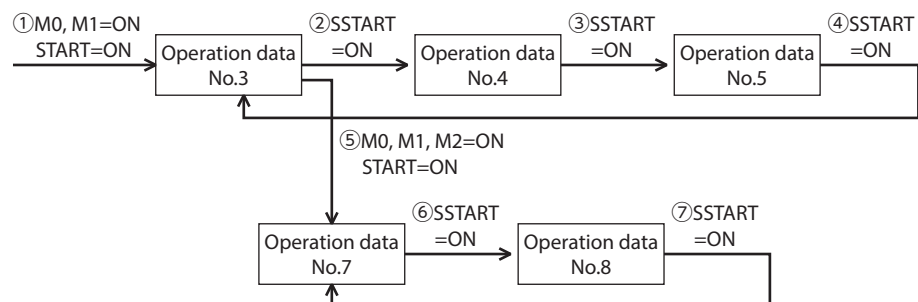 ①M0, M1=ON
START=ON
Operation data
No.3
②SSTART
=ON
Operation data
No.4
③SSTART
=ON
Operation data
No.5
④SSTART
=ON
⑤M0, M1, M2=ON
START=ON
Operation data
No.7
⑥SSTART
=ON
Operation data
No.8
⑦SSTART
=ON